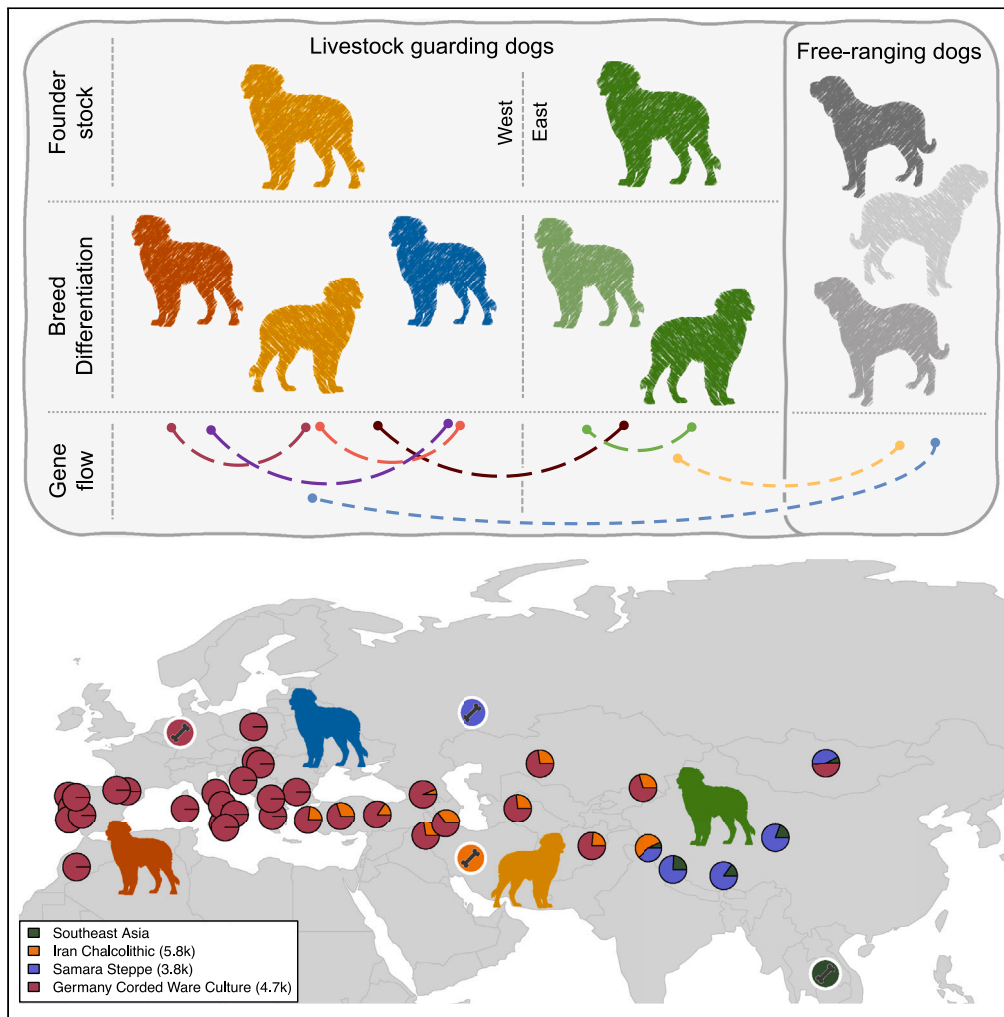 Livestock guarding dogs
Free-ranging dogs
Founder
stock
West
East
Breed
Differentiation
Gene
flow
Southeast Asia
Iran Chalcolithic (5.8k)
Samara Steppe (3.8k)
Germany Corded Ware Culture (4.7k)